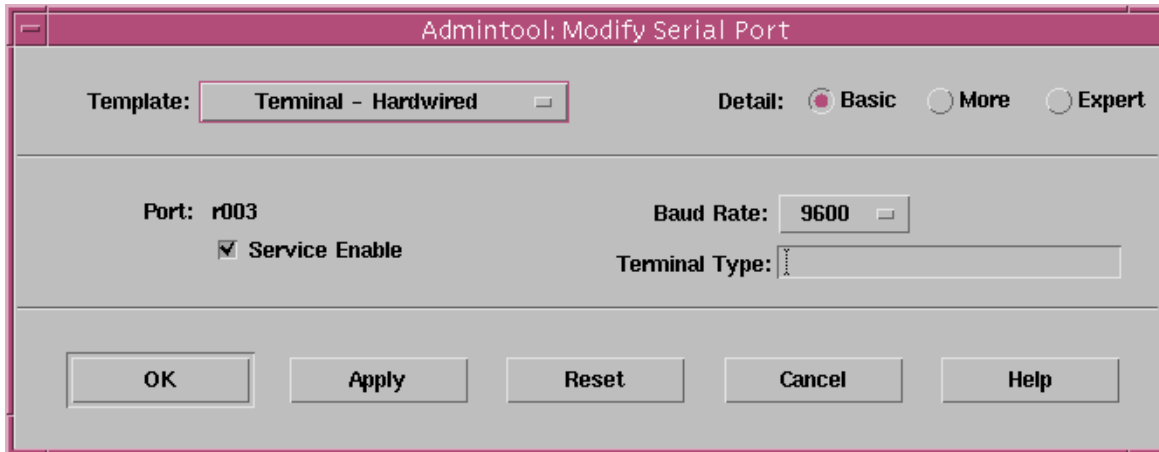 Admintool: Modify Serial Port
Template: Terminal - Hardwired Detail: Basic More Expert
Port: r003 Baud Rate: 9600
Service Enable
Terminal Type:
OK Apply Reset Cancel Help